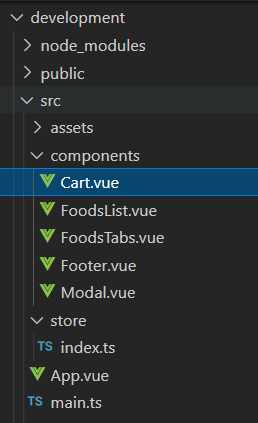 development
node_modules
public
src
assets
components
Cart.vue
FoodsList.vue
FoodsTabs.vue
Footer.vue
Modal.vue
store
TS index.ts
App.vue
TS main.ts